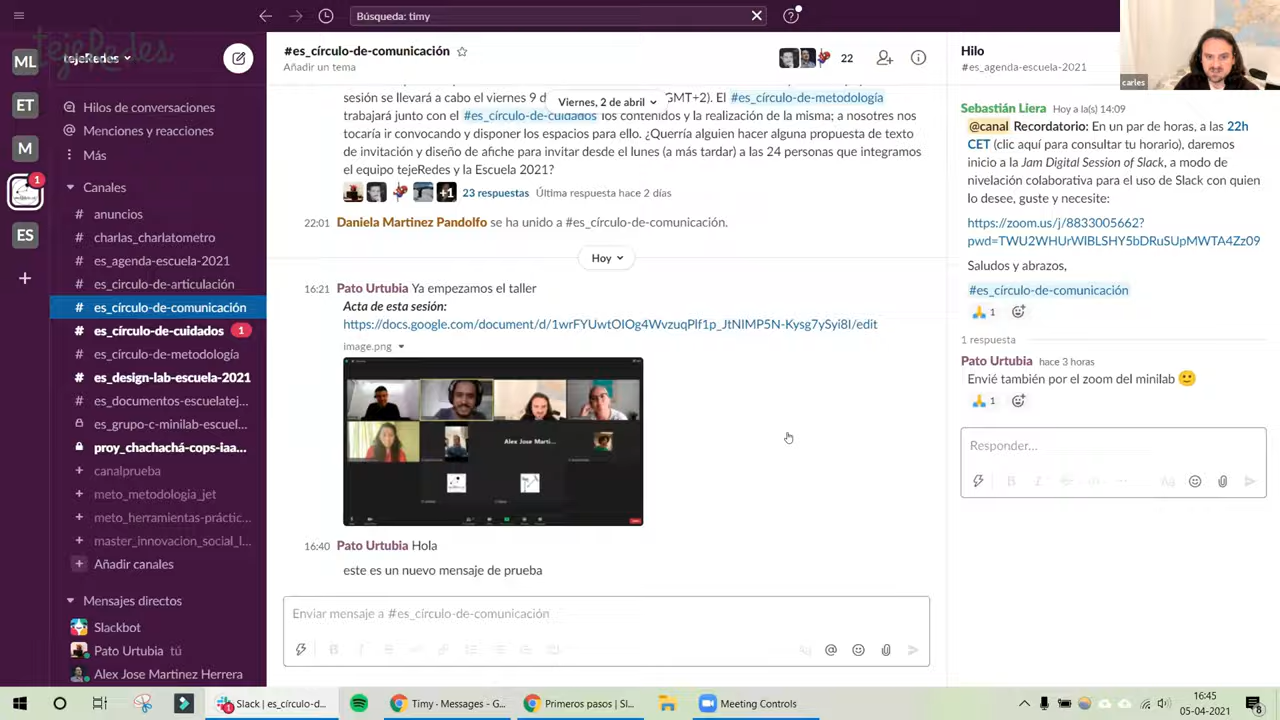 Búsqueda: timy
tejeRedes
tejeRedes
ML
ET
M
1
ES
Hilos de conversaciones
Menciones y reacciones
Más
Canales
# anuncios
# charlas_charlatometro
# es_agenda-escuela-2021
# es_círculo-de-articulación
# es_círculo-de-comunicación
# es_círculo-de-cuidados 1
# es_círculo-de-metodología
# es_design-lab-escuela-2021
# es_documentos-escuelatej...
es_grupo-c-minilab-escuel...
proy_chachachá-cops-iaa...
+ canalprueba
+ meto_metodología_jet
+ meto_herramientas-práctic...
+ master_innovacion_social_l...
+ Añadir canales
Mensajes directos
Slackbot
Pato Urtubia tú
Alex Jose Martinez Herrera
#es_círculo-de-comunicación
Añadir un tema
22
sesión se llevará a cabo el viernes 9 d
Viernes, 2 de abril
GMT+2). El #es_círculo-de-metodología
trabajará junto con el #es_círculo-de-cuidados los contenidos y la realización de la misma; a nosotres nos
tocaría ir convocando y disponer los espacios para ello. ¿Querría alguien hacer alguna propuesta de texto
de invitación y diseño de afiche para invitar desde el lunes (a más tardar) a las 24 personas que integramos
el equipo tejeRedes y la Escuela 2021?
+1 23 respuestas Última respuesta hace 2 días
22:01 Daniela Martinez Pandolfo se ha unido a #es_círculo-de-comunicación.
Hoy
16:21 Pato Urtubia Ya empezamos el taller
Acta de esta sesión:
https://docs.google.com/document/d/1wrFYUwtOIOg4WvzuqPlf1p_JtNIMP5N-Kysg7ySyi8I/edit
image.png
Alex Jose Marti...
16:40 Pato Urtubia Hola
este es un nuevo mensaje de prueba
Enviar mensaje a #es_círculo-de-comunicación
Hilo
#es_agenda-escuela-2021
carles
Sebastián Liera Hoy a la(s) 14:09
@canal Recordatorio: En un par de horas, a las 22h
CET (clic aquí para consultar tu horario), daremos
inicio a la Jam Digital Session of Slack, a modo de
nivelación colaborativa para el uso de Slack con quien
lo desee, guste y necesite:
https://zoom.us/j/8833005662?
pwd=TWU2WHUrWlBLSHY5bDRuSUpMWTA4Zz09
Saludos y abrazos,
#es_círculo-de-comunicación
1
1 respuesta
Pato Urtubia hace 3 horas
Envié también por el zoom del minilab
1
Responder...
Slack | es_círculo-d...
Timy - Messages - G...
Primeros pasos | Sl...
Meeting Controls
16:45
05-04-2021
8